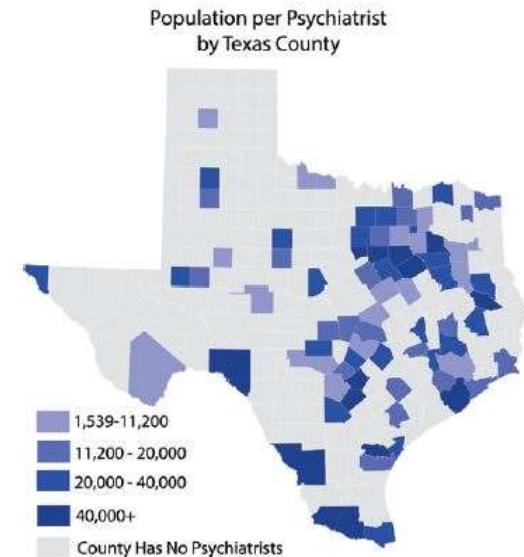 Population per Psychiatrist
by Texas County
1,539-11,200
11,200 - 20,000
20,000 - 40,000
40,000+
County Has No Psychiatrists